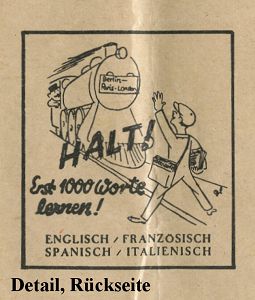 Berlin—
Paris-London
HALT!
Erst 1000 Worte
lernen!
ENGLISCH / FRANZÖSISCH
SPANISCH / ITALIENISCH
Detail, Rückseite